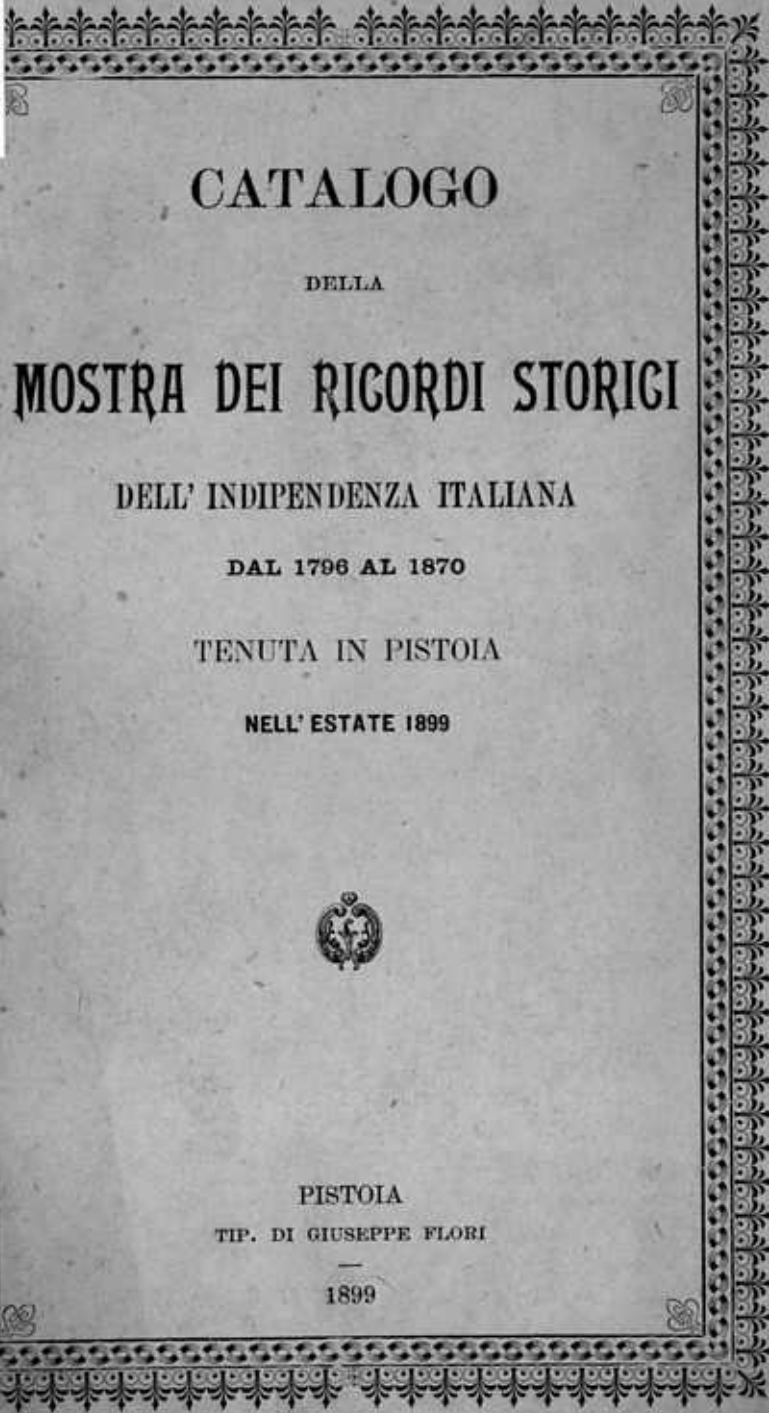 CATALOGO
DELLA
MOSTRA DEI RICORDI STORICI
DELL' INDIPENDENZA ITALIANA
DAL 1796 AL 1870
TENUTA IN PISTOIA
NELL' ESTATE 1899
PISTOIA
TIP. DI GIUSEPPE FLORI
1899